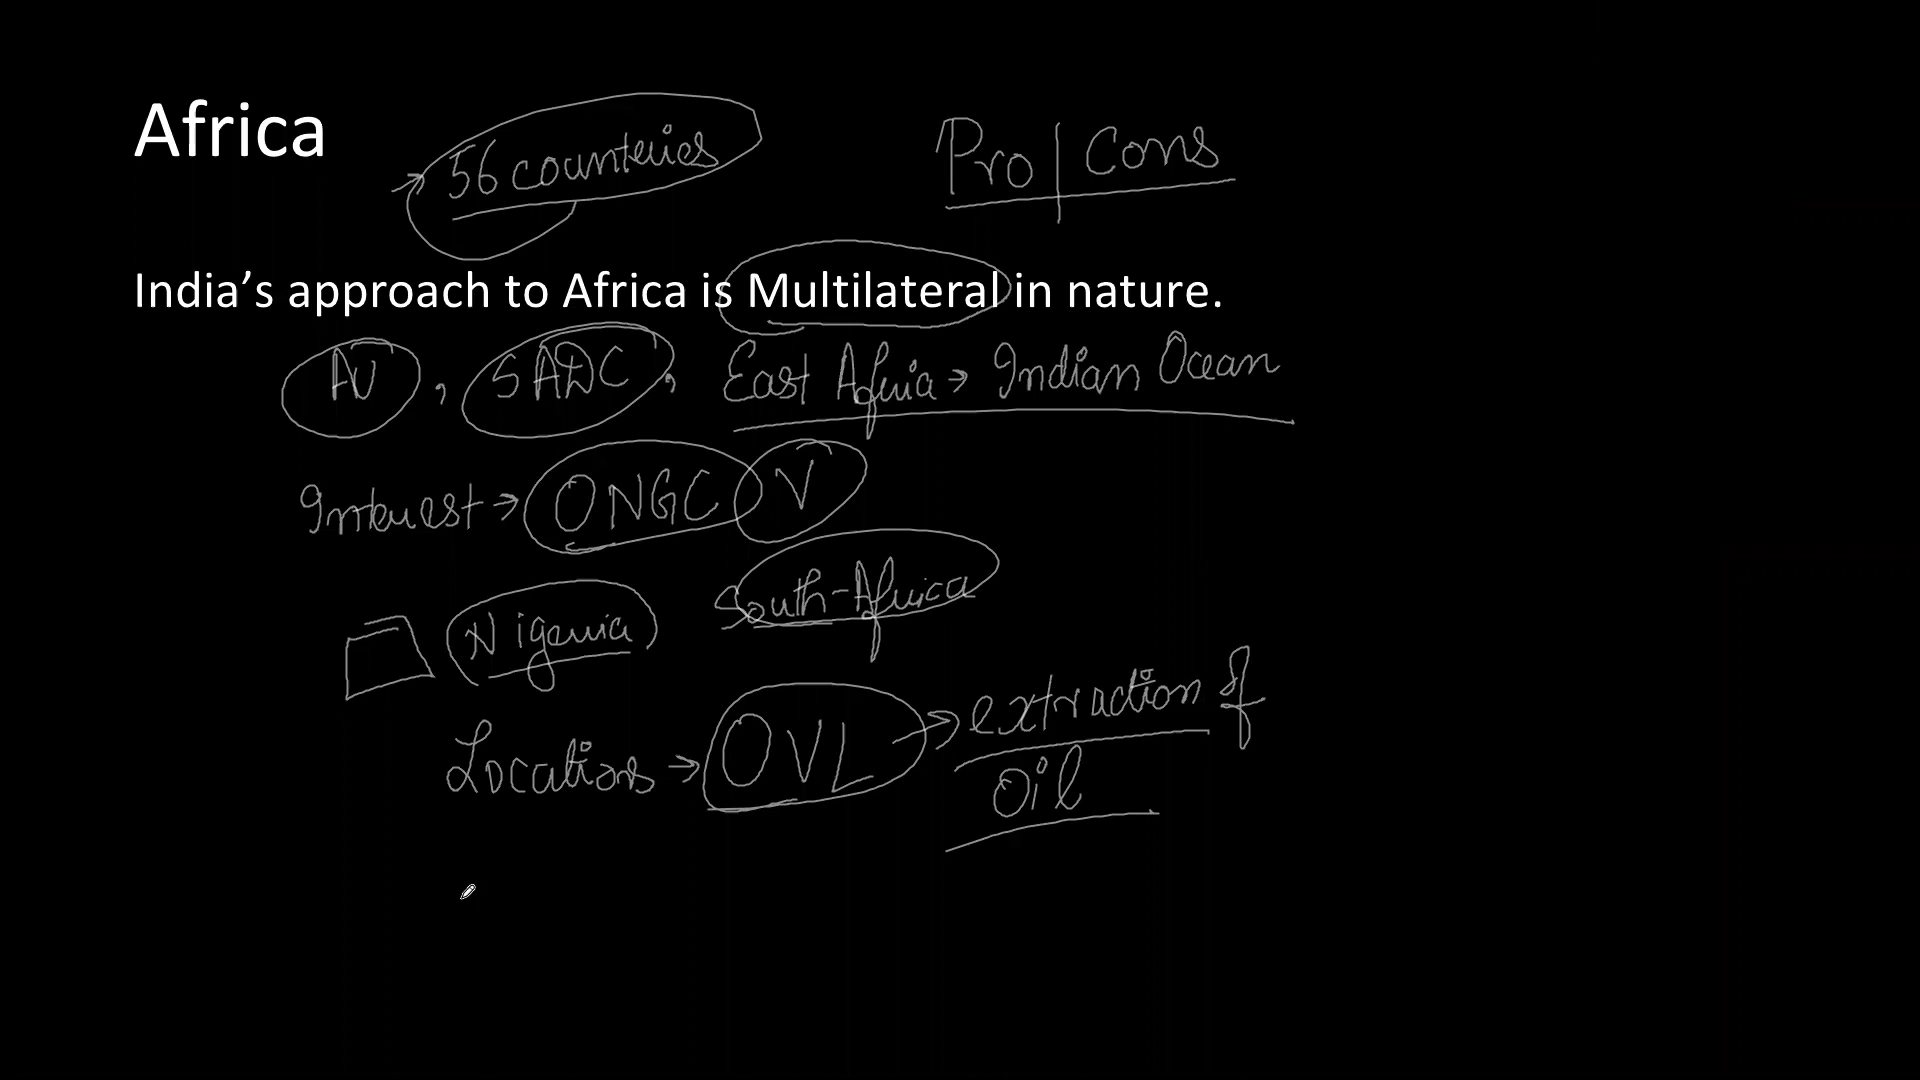 Africa
→ 56 counteries
Pro | Cons
India’s approach to Africa is Multilateral in nature.
AU, SADC, East Africa → Indian Ocean
Interest → ONGC V
Nigeria South-Africa
Locations → OVL → extraction of
oil